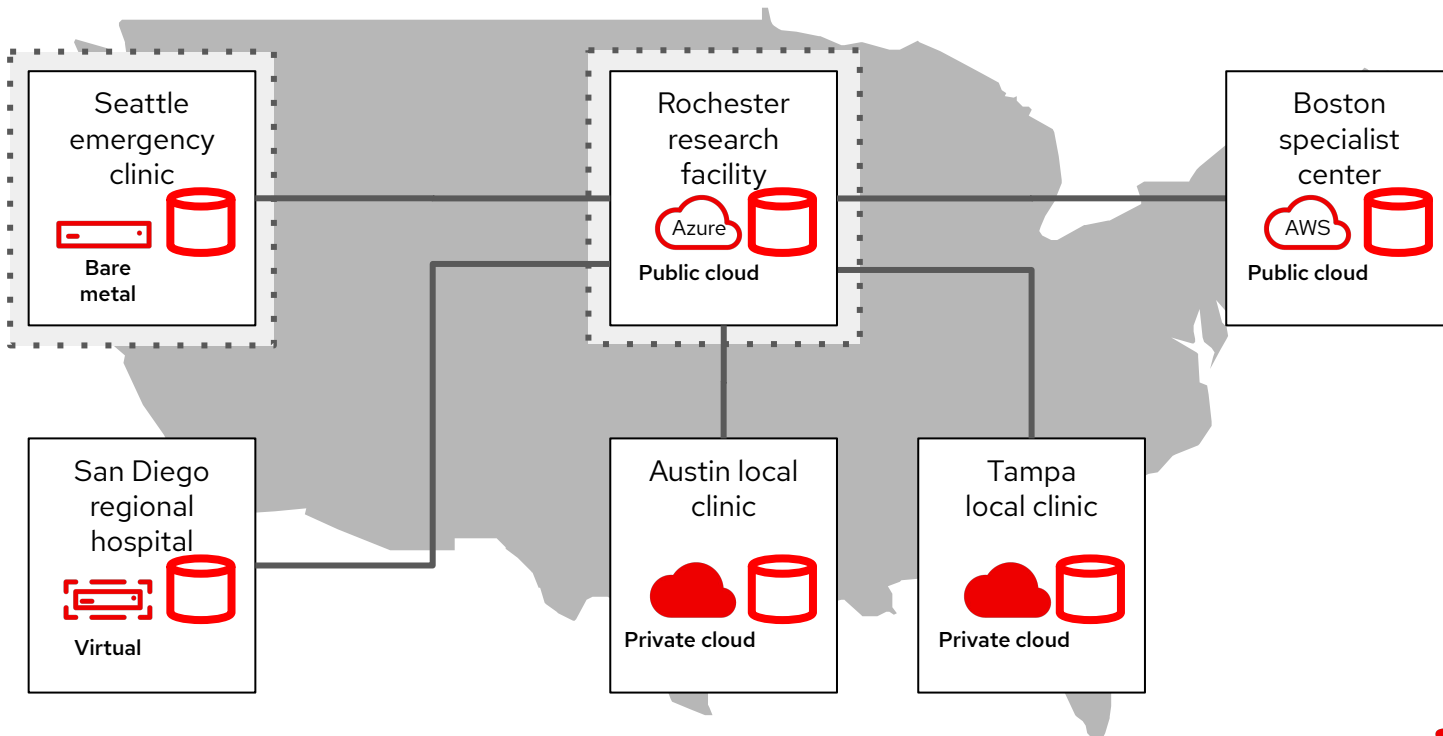 Seattle
emergency
clinic
Bare
metal
Rochester
research
facility
Azure
Public cloud
Boston
specialist
center
AWS
Public cloud
San Diego
regional
hospital
Virtual
Austin local
clinic
Private cloud
Tampa
local clinic
Private cloud